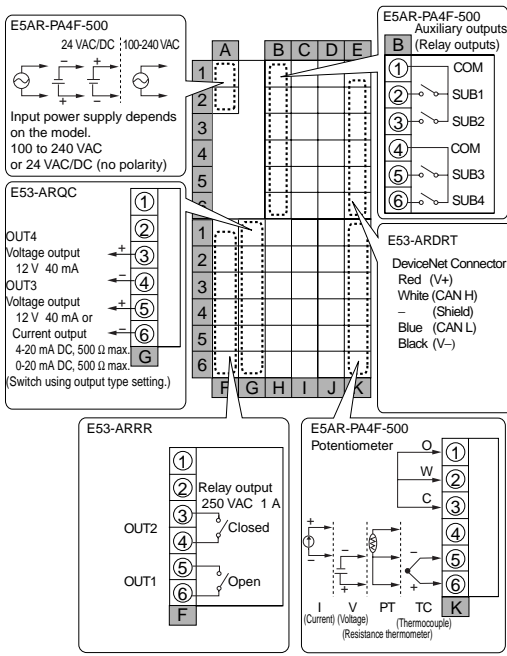 E5AR-PA4F-500
24 VAC/DC 100-240 VAC
Input power supply depends
on the model.
100 to 240 VAC
or 24 VAC/DC (no polarity)
A B C D E
1
2
3
4
5
6
1
2
3
4
5
6
F G H I J K
E5AR-PA4F-500
Auxiliary outputs
(Relay outputs)
B
1 COM
2 SUB1
3 SUB2
4 COM
5 SUB3
6 SUB4
E53-ARQC
1
2
OUT4
Voltage output + 3
12 V 40 mA
− 4
OUT3
Voltage output + 5
12 V 40 mA or
Current output − 6
4-20 mA DC, 500 Ω max.
0-20 mA DC, 500 Ω max.
G
(Switch using output type setting.)
E53-ARDRT
DeviceNet Connector
Red (V+)
White (CAN H)
– (Shield)
Blue (CAN L)
Black (V–)
E53-ARRR
1
2
Relay output
250 VAC 1 A
3
OUT2 Closed
4
5
OUT1 Open
6
F
E5AR-PA4F-500
Potentiometer
O 1
W 2
C 3
4
5
6
+ − − + − +
I V PT TC K
(Current) (Voltage) (Thermocouple)
(Resistance thermometer)